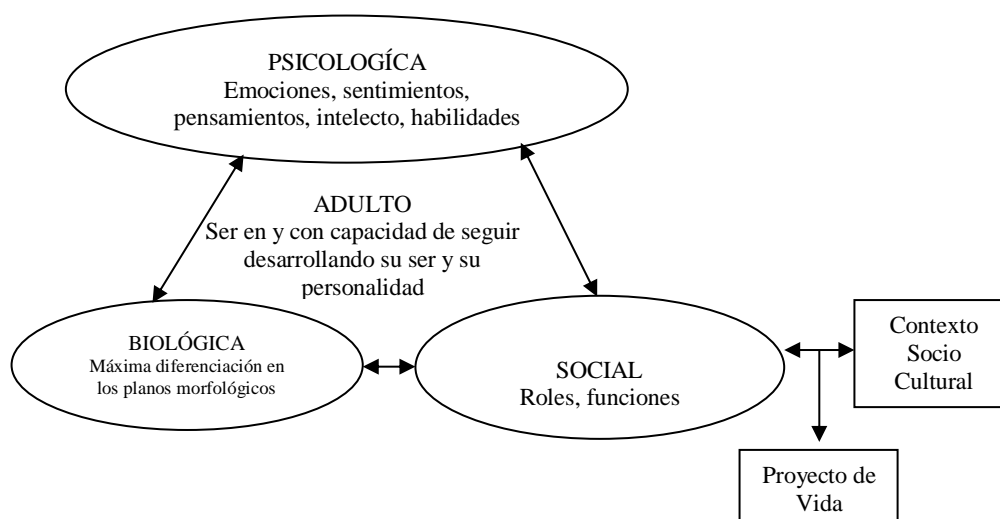 PSICOLOGÍCA
Emociones, sentimientos,
pensamientos, intelecto, habilidades
ADULTO
Ser en y con capacidad de seguir
desarrollando su ser y su
personalidad
BIOLÓGICA
Máxima diferenciación en
los planos morfológicos
SOCIAL
Roles, funciones
Contexto
Socio
Cultural
Proyecto de
Vida